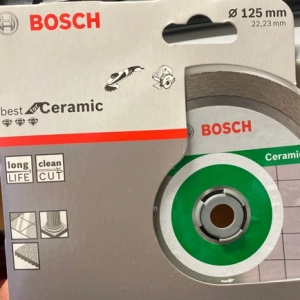 BOSCH
Ø 125 mm
22,23 mm
best for Ceramic
long LIFE
clean CUT
BOSCH
Ceramic